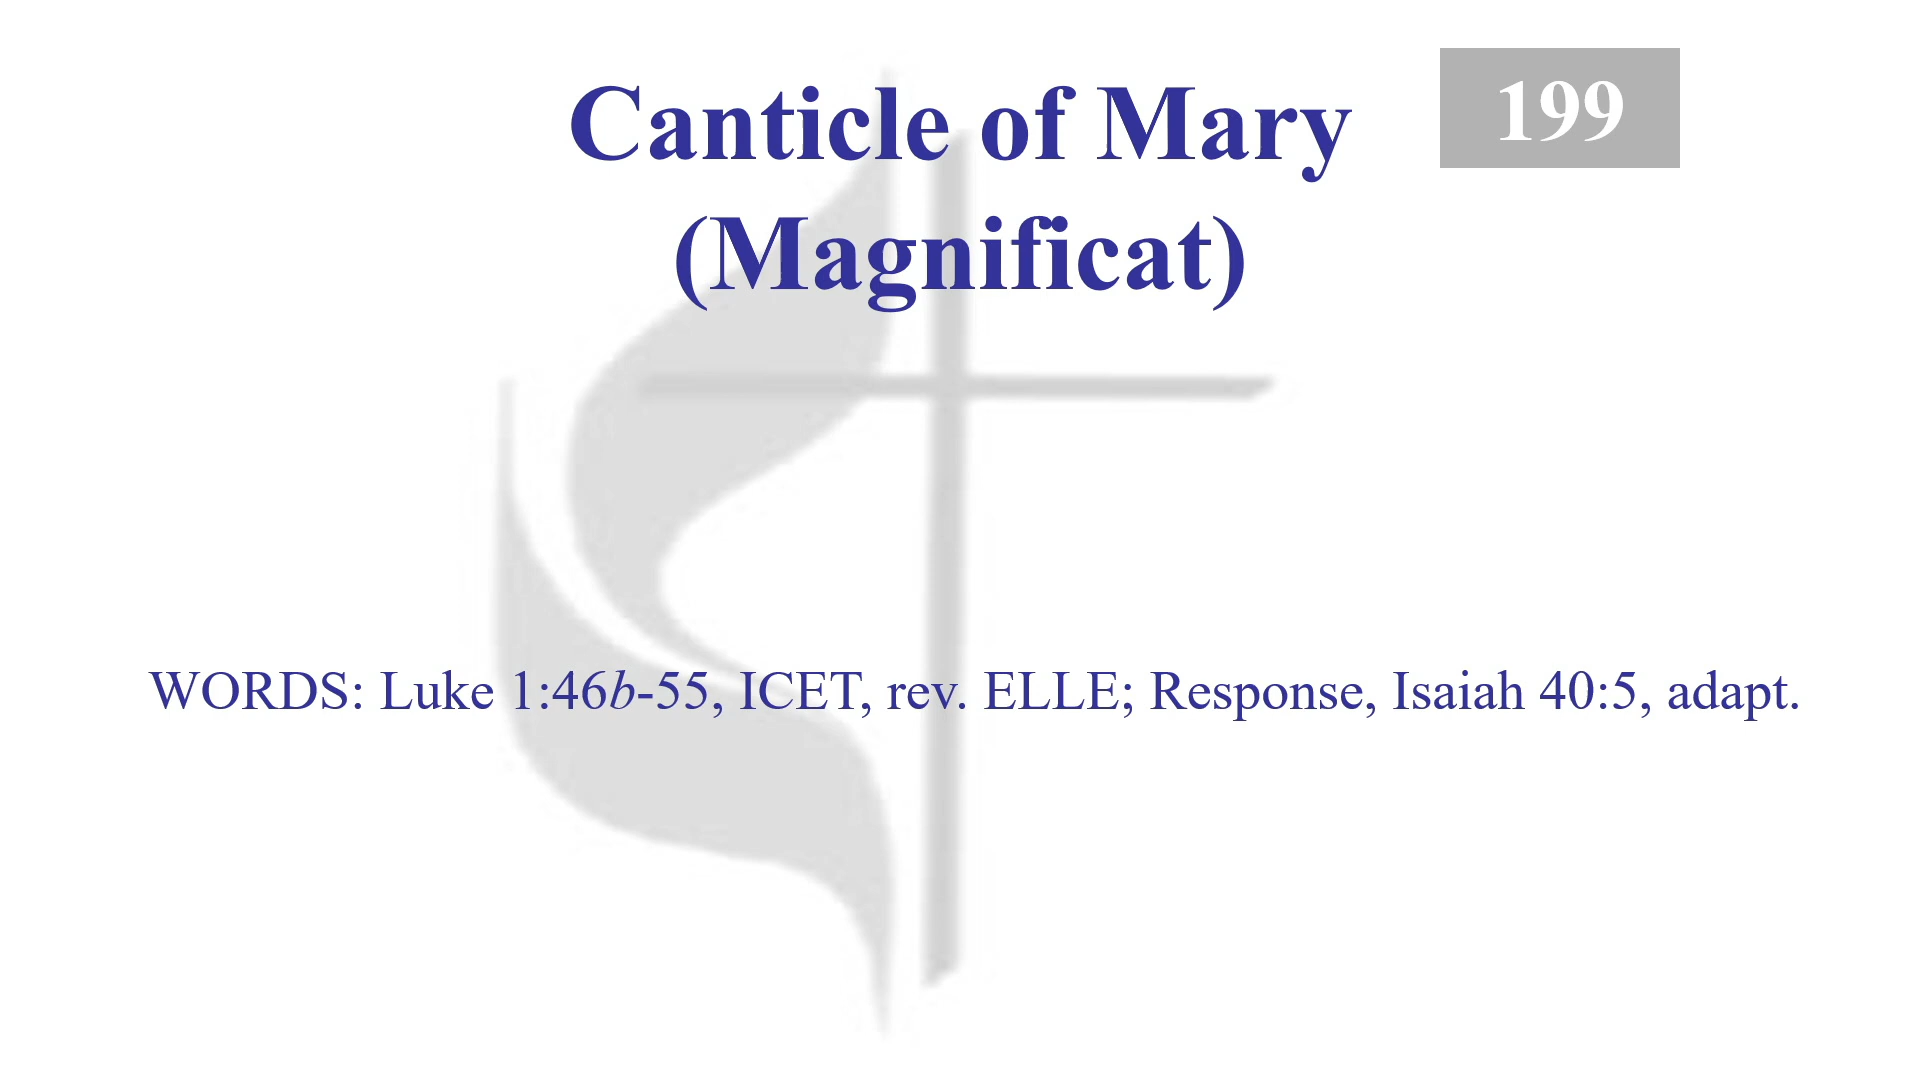 Canticle of Mary
199
(Magnificat)
WORDS: Luke 1:46b-55, ICET, rev. ELLE; Response, Isaiah 40:5, adapt.